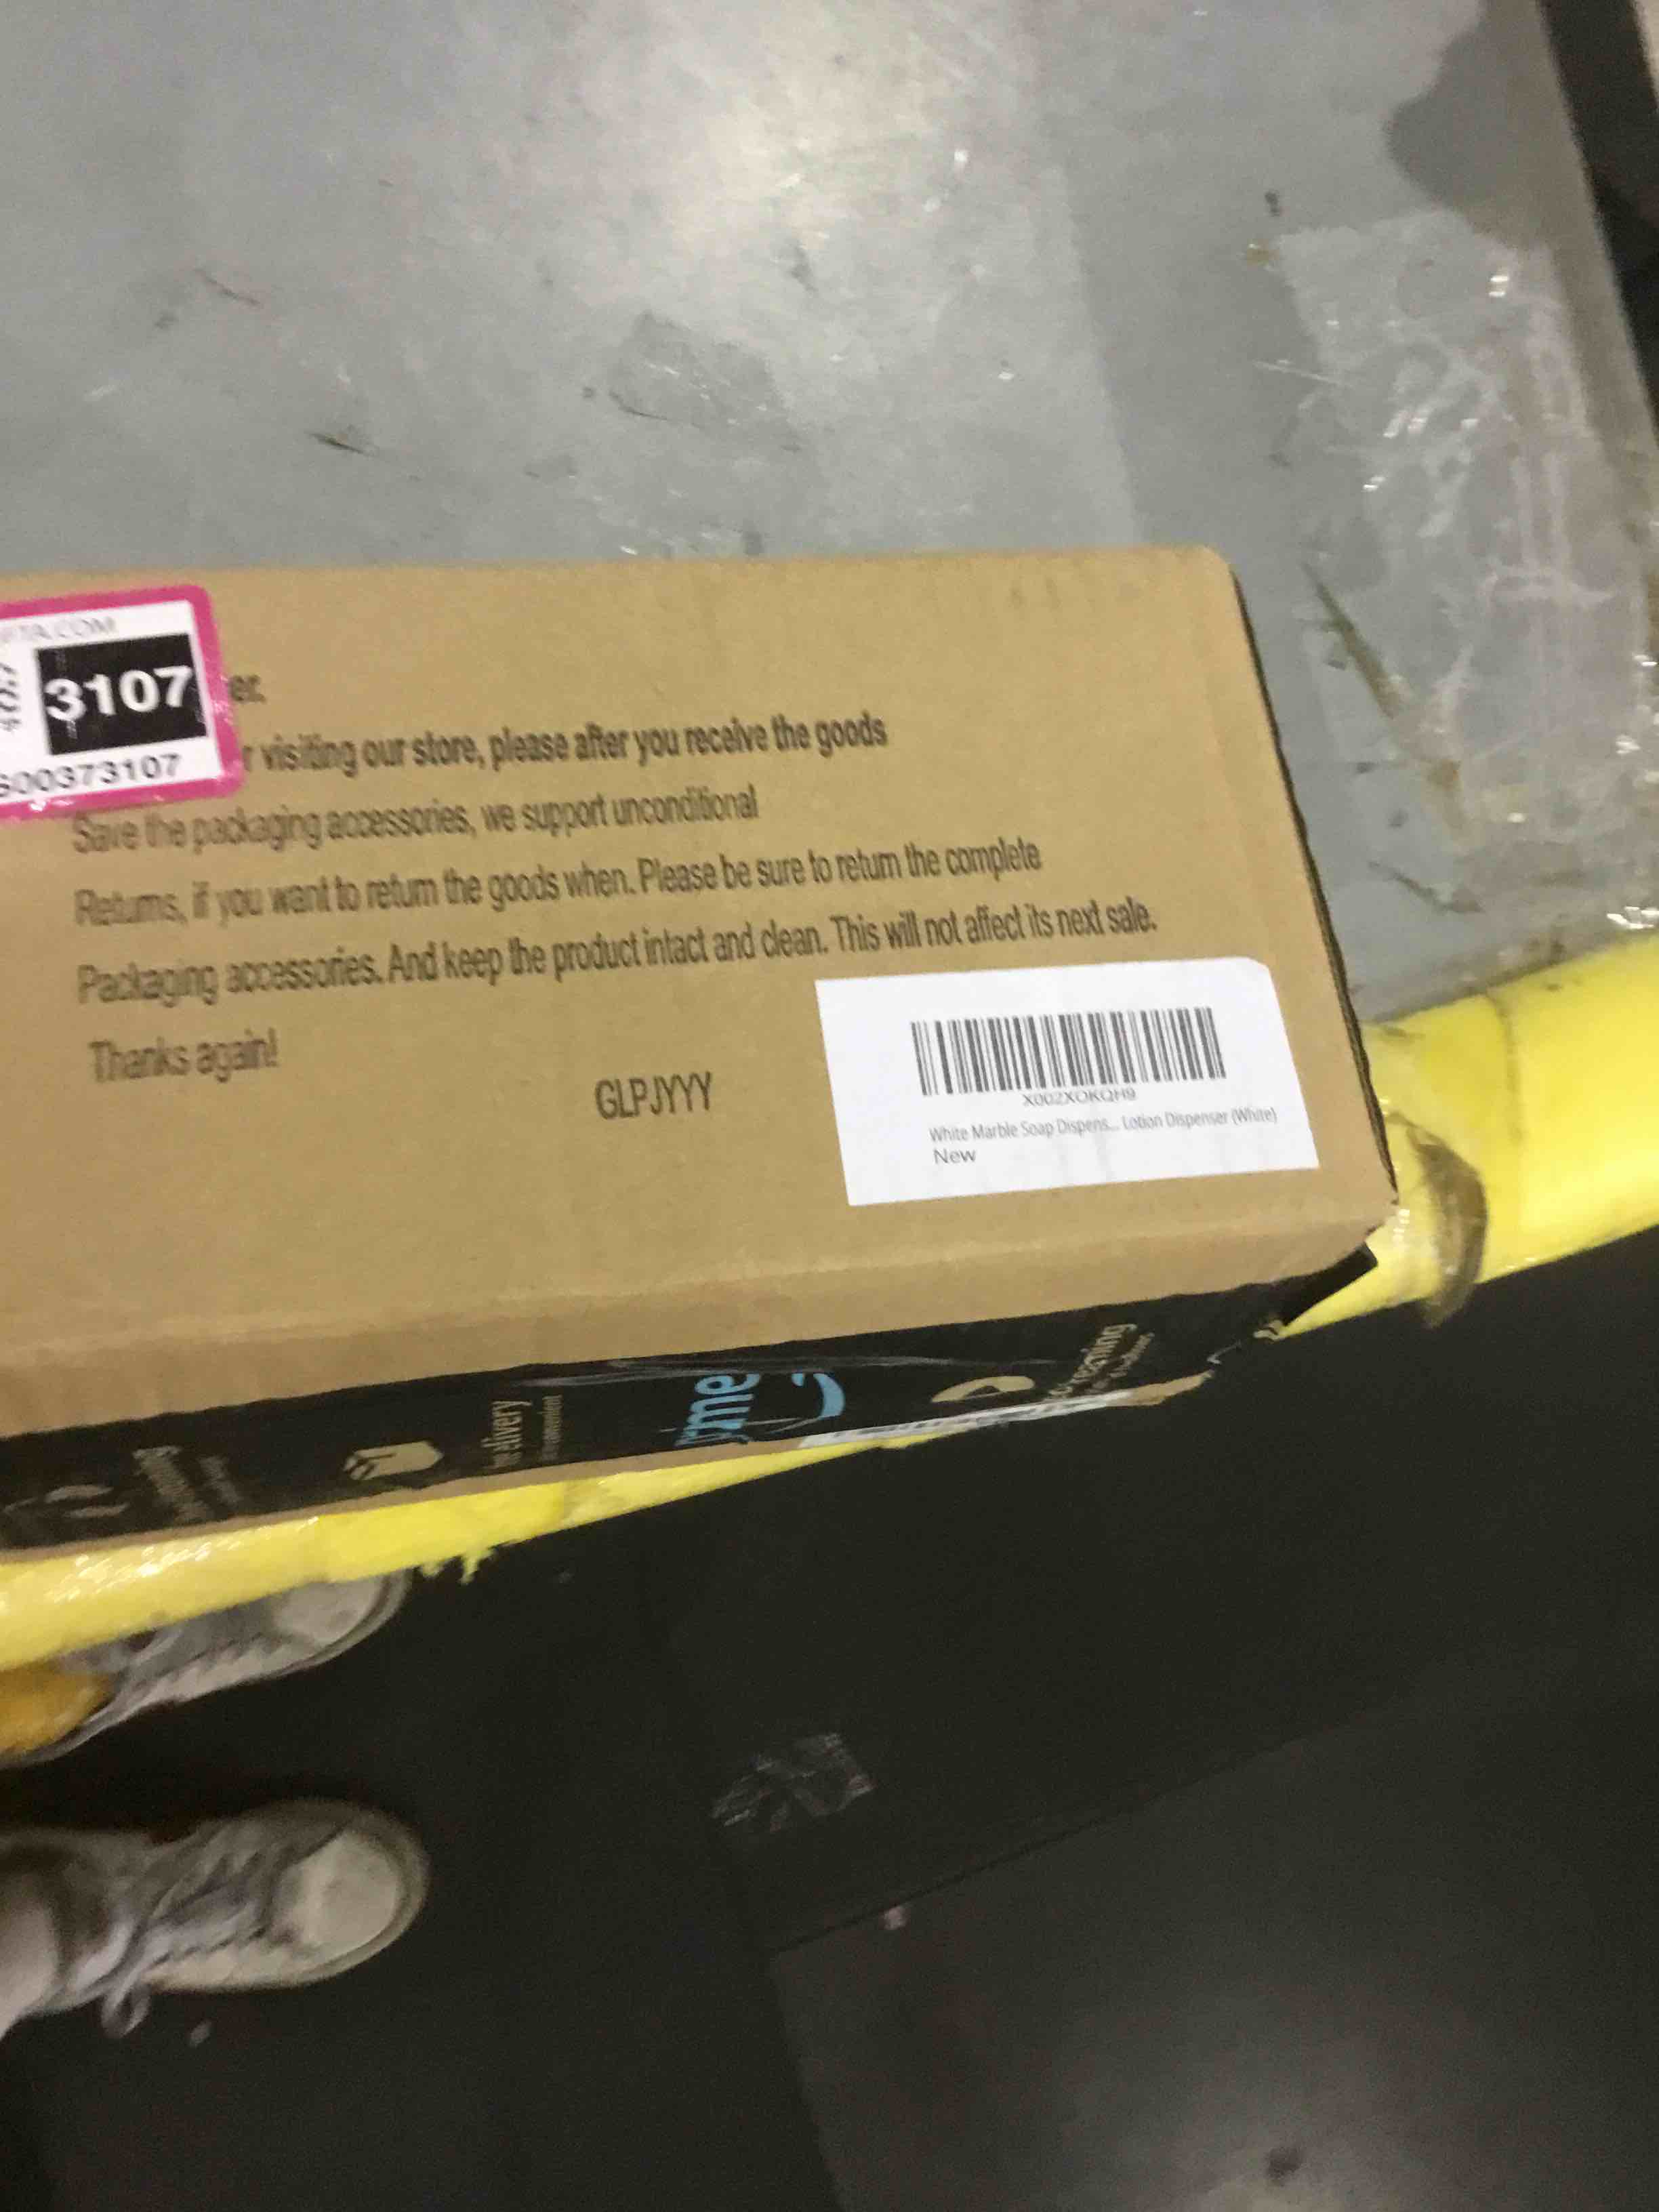 3107
00373107
er.
r visiting our store, please after you receive the goods
Save the packaging accessories, we support unconditional
Returns, if you want to return the goods when. Please be sure to return the complete
Packaging accessories. And keep the product intact and clean. This will not affect its next sale.
Thanks again!
GLPJYYY
X002XOKQH9
White Marble Soap Dispens... Lotion Dispenser (White)
New
prime